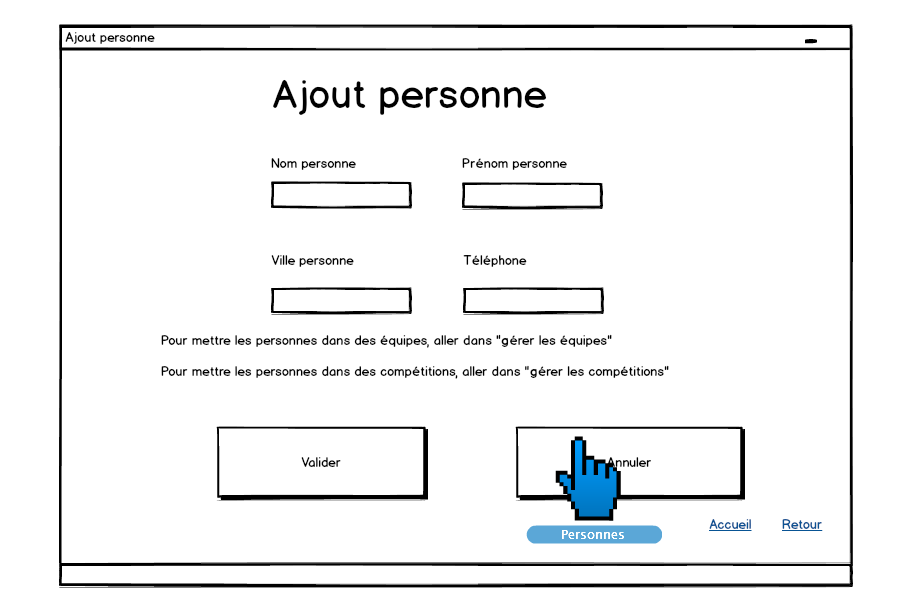 Ajout personne
Ajout personne
Nom personne
Prénom personne
Ville personne
Téléphone
Pour mettre les personnes dans des équipes, aller dans "gérer les équipes"
Pour mettre les personnes dans des compétitions, aller dans "gérer les compétitions"
Valider
Annuler
Accueil
Retour
Personnes